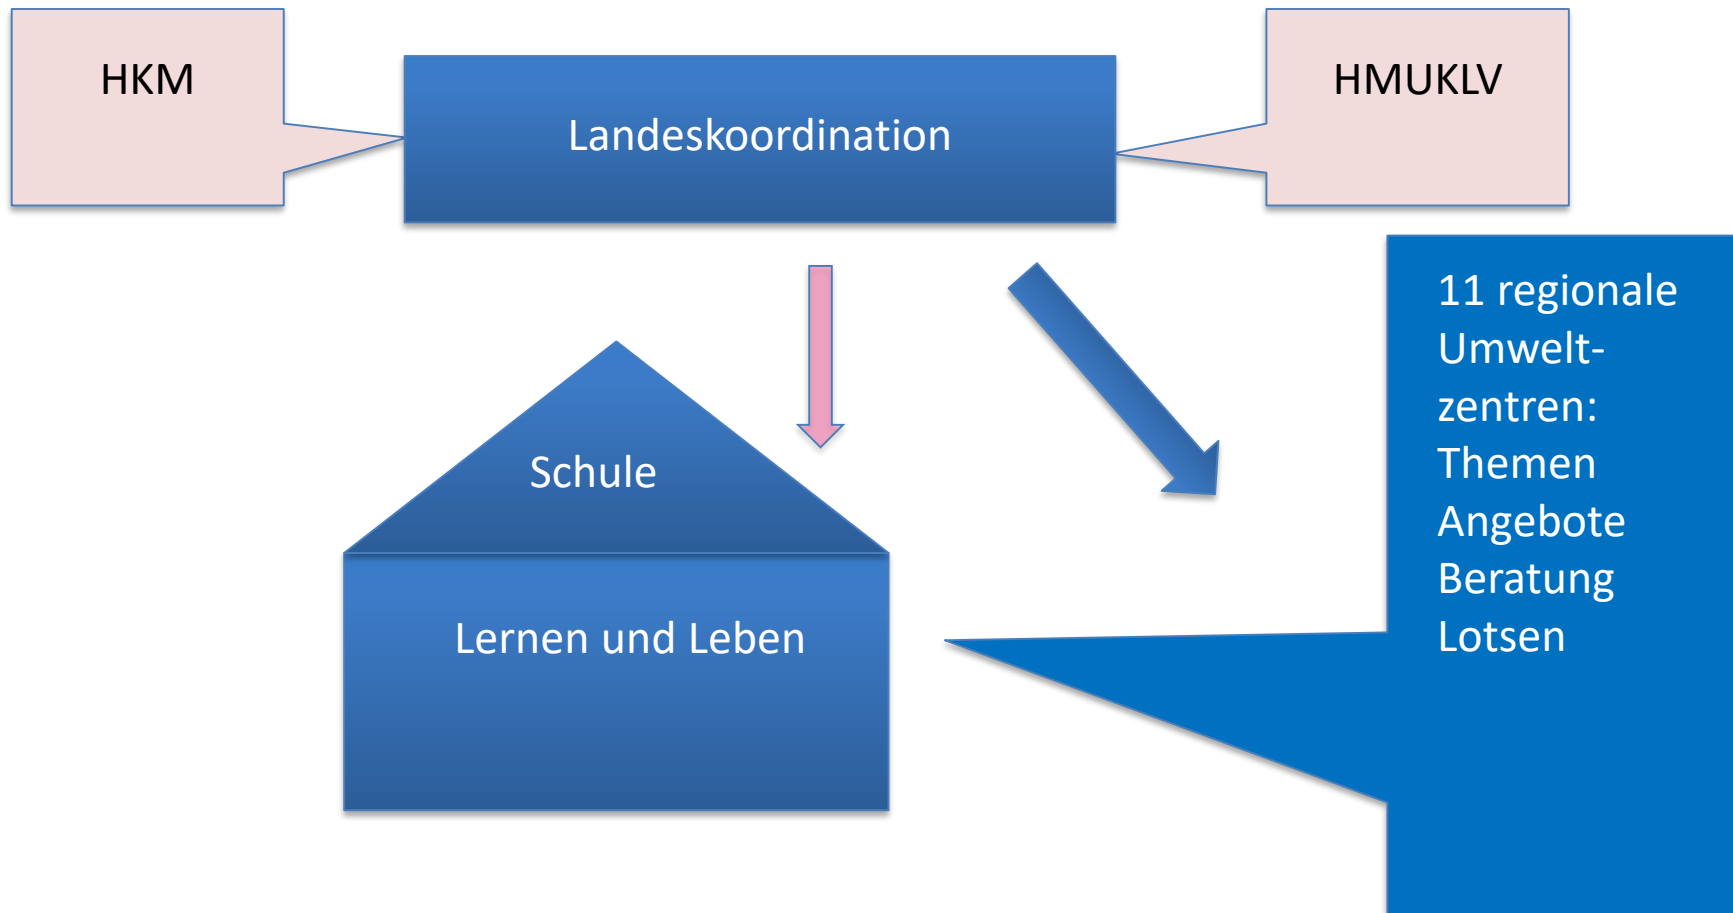 HKM
Landeskoordination
HMUKLV
11 regionale
Umwelt-
zentren:
Themen
Angebote
Beratung
Lotsen
Schule
Lernen und Leben